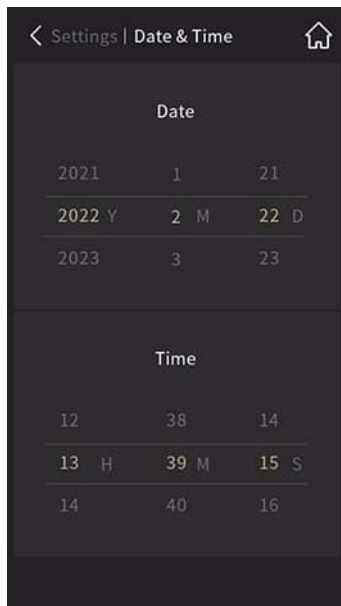 Settings | Date & Time
Date
2021 1 21
2022 Y 2 M 22 D
2023 3 23
Time
12 38 14
13 H 39 M 15 S
14 40 16